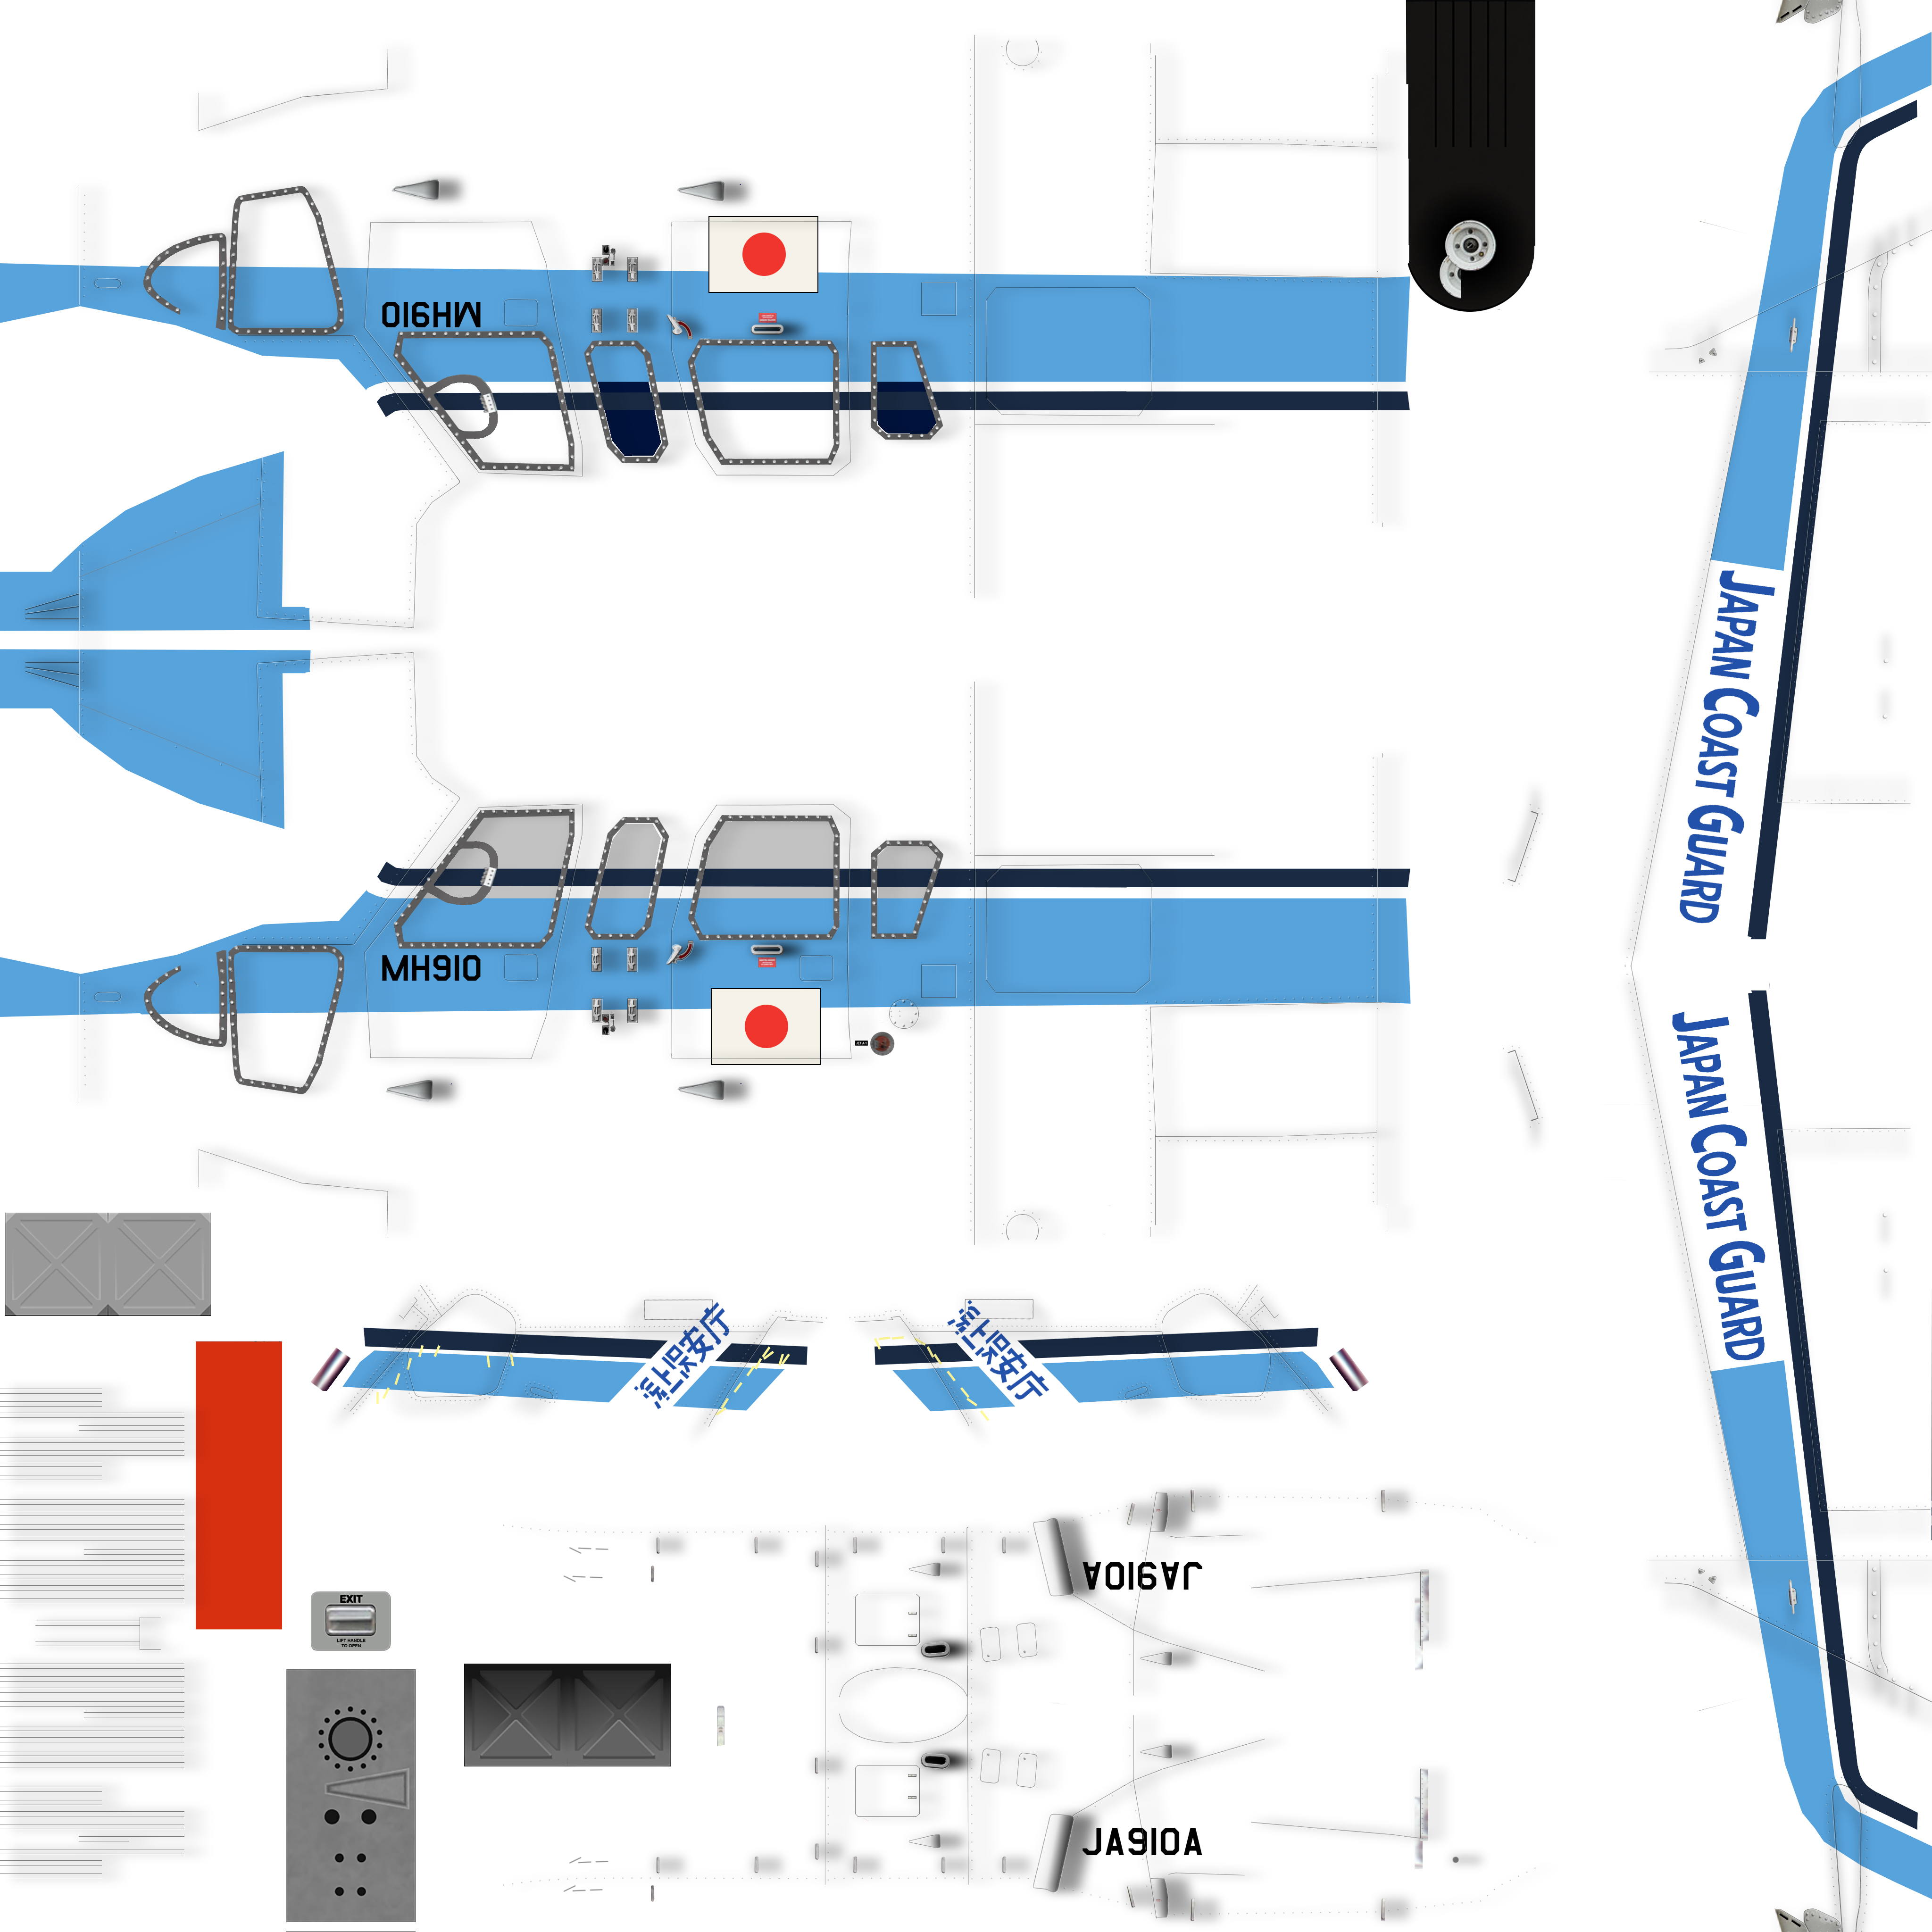 MH910
MH910
JAPAN COAST GUARD
JAPAN COAST GUARD
海上保安庁
海上保安庁
JA910A
EXIT
LIFT HANDLE
TO OPEN
JA910A